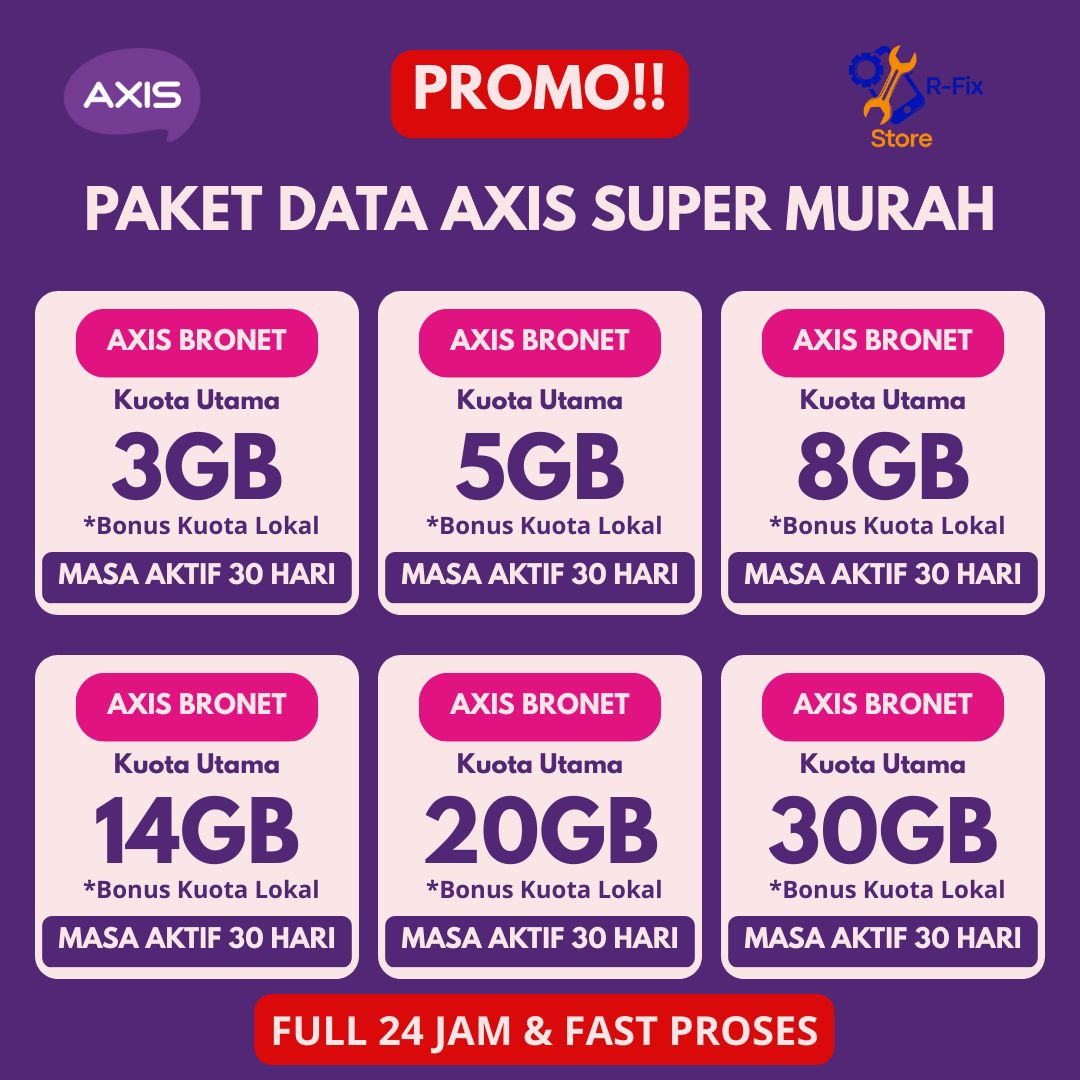 AXIS
PROMO!!
R-Fix
Store
PAKET DATA AXIS SUPER MURAH
AXIS BRONET
Kuota Utama
3GB
*Bonus Kuota Lokal
MASA AKTIF 30 HARI
AXIS BRONET
Kuota Utama
5GB
*Bonus Kuota Lokal
MASA AKTIF 30 HARI
AXIS BRONET
Kuota Utama
8GB
*Bonus Kuota Lokal
MASA AKTIF 30 HARI
AXIS BRONET
Kuota Utama
14GB
*Bonus Kuota Lokal
MASA AKTIF 30 HARI
AXIS BRONET
Kuota Utama
20GB
*Bonus Kuota Lokal
MASA AKTIF 30 HARI
AXIS BRONET
Kuota Utama
30GB
*Bonus Kuota Lokal
MASA AKTIF 30 HARI
FULL 24 JAM & FAST PROSES